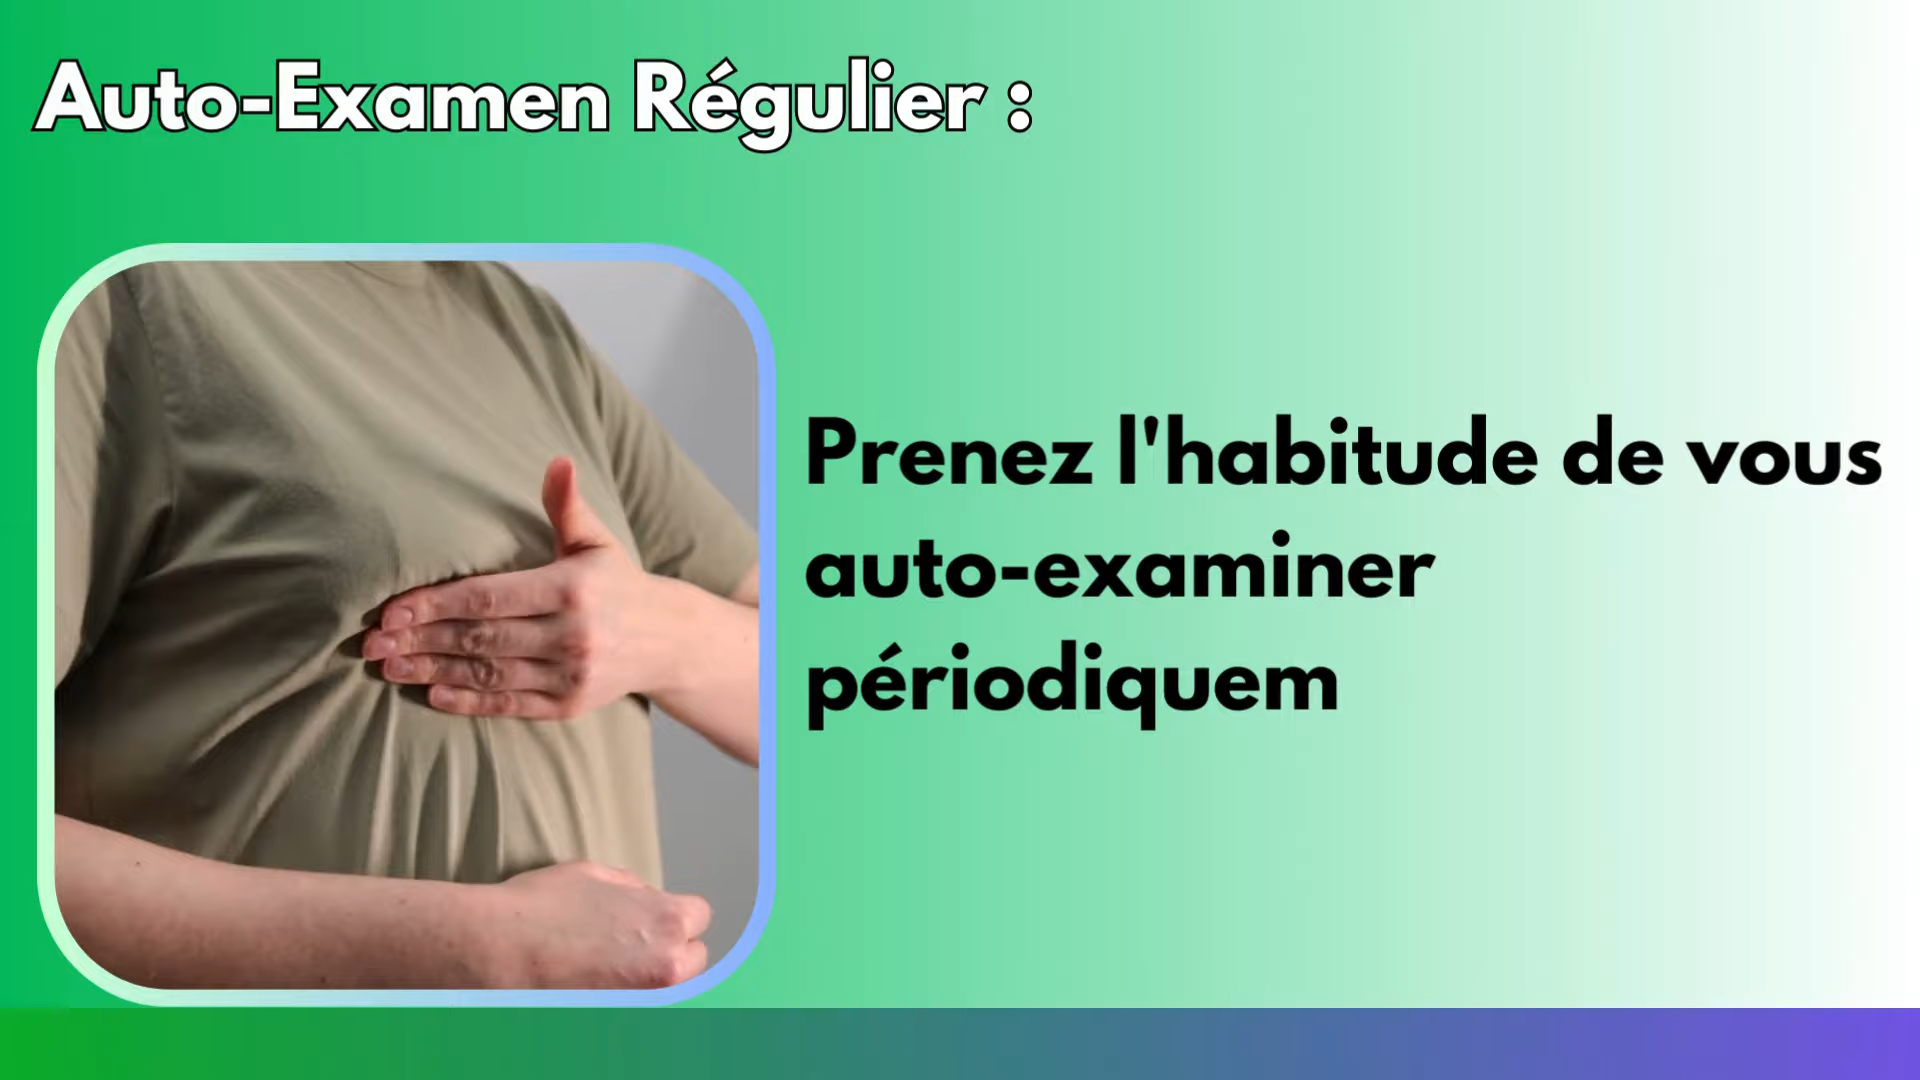 Auto-Examen Régulier :
Prenez l'habitude de vous
auto-examiner
périodiquem